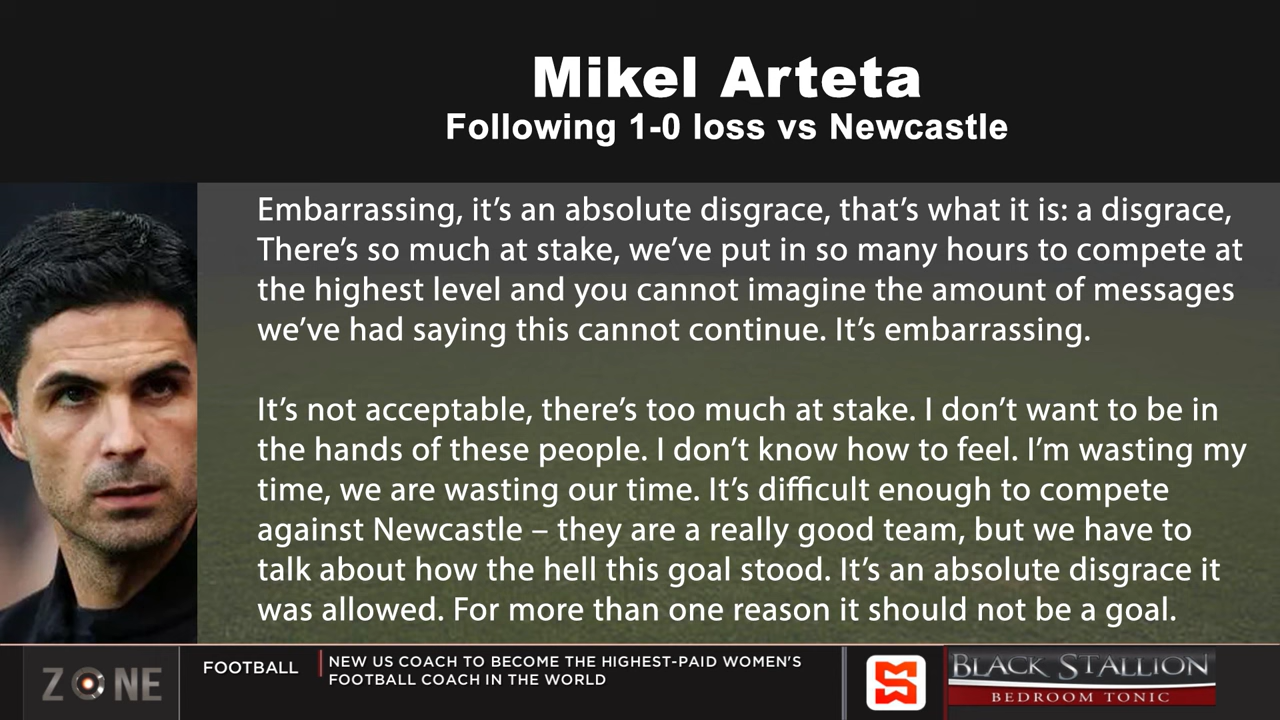 Mikel Arteta
Following 1-0 loss vs Newcastle
Embarrassing, it’s an absolute disgrace, that’s what it is: a disgrace,
There’s so much at stake, we’ve put in so many hours to compete at
the highest level and you cannot imagine the amount of messages
we’ve had saying this cannot continue. It’s embarrassing.
It’s not acceptable, there’s too much at stake. I don’t want to be in
the hands of these people. I don’t know how to feel. I’m wasting my
time, we are wasting our time. It’s difficult enough to compete
against Newcastle – they are a really good team, but we have to
talk about how the hell this goal stood. It’s an absolute disgrace it
was allowed. For more than one reason it should not be a goal.
ZONE
FOOTBALL
NEW US COACH TO BECOME THE HIGHEST-PAID WOMEN’S
FOOTBALL COACH IN THE WORLD
BLACK STALLION
BEDROOM TONIC